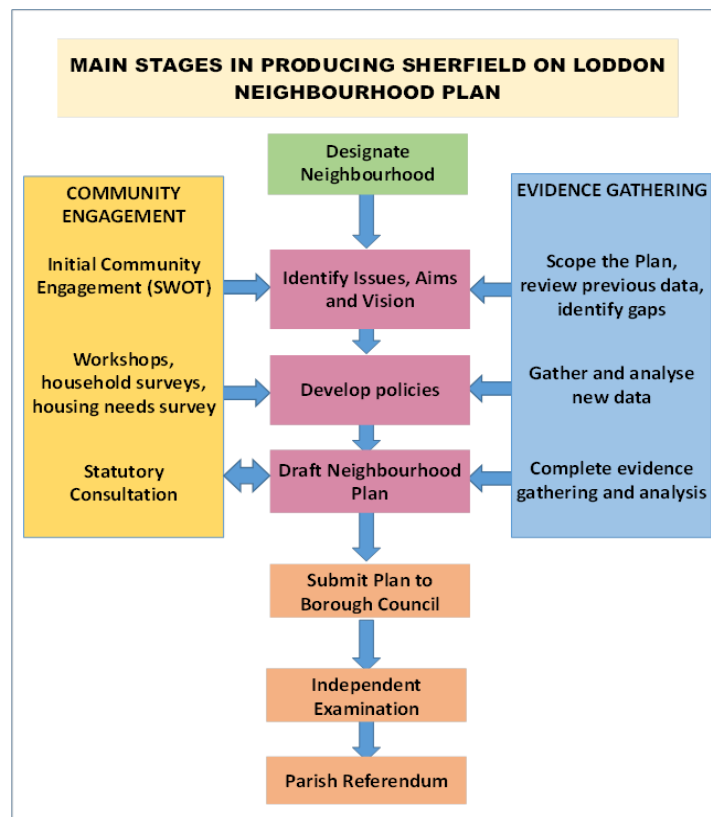 MAIN STAGES IN PRODUCING SHERFIELD ON LODDON
NEIGHBOURHOOD PLAN
Designate
Neighbourhood
COMMUNITY
ENGAGEMENT
Initial Community
Engagement (SWOT)
Workshops,
household surveys,
housing needs survey
Statutory
Consultation
Identify Issues, Aims
and Vision
Develop policies
Draft Neighbourhood
Plan
EVIDENCE GATHERING
Scope the Plan,
review previous data,
identify gaps
Gather and analyse
new data
Complete evidence
gathering and analysis
Submit Plan to
Borough Council
Independent
Examination
Parish Referendum